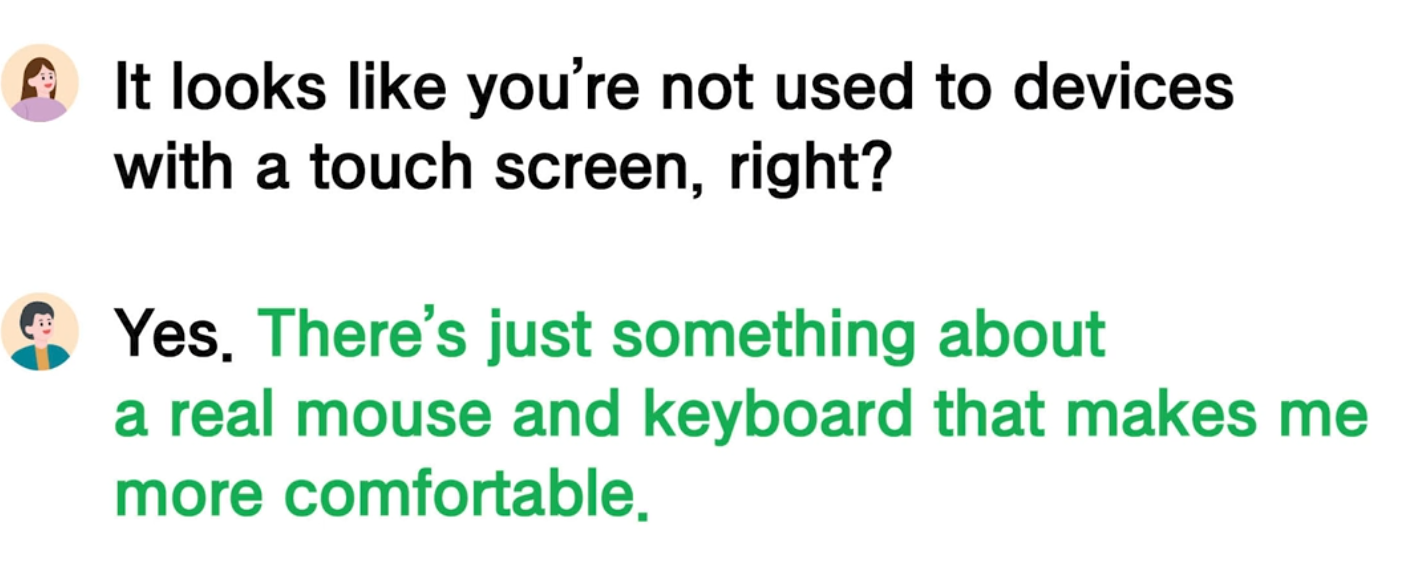 It looks like you’re not used to devices
with a touch screen, right?
Yes. There’s just something about
a real mouse and keyboard that makes me
more comfortable.